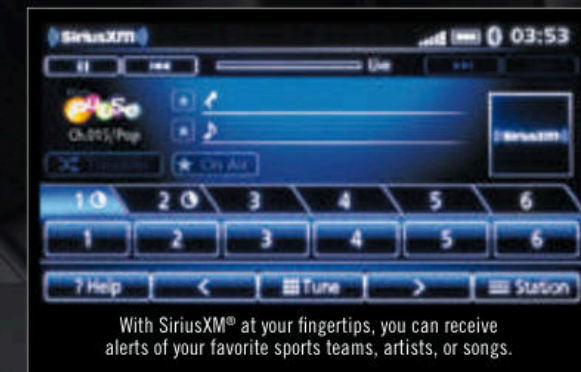 SiriusXM 03:53
Live
Ch.015/Pop SiriusXM
On Air
1 2 3 4 5 6
1 2 3 4 5 6
? Help < Tune > Station
With SiriusXM® at your fingertips, you can receive
alerts of your favorite sports teams, artists, or songs.